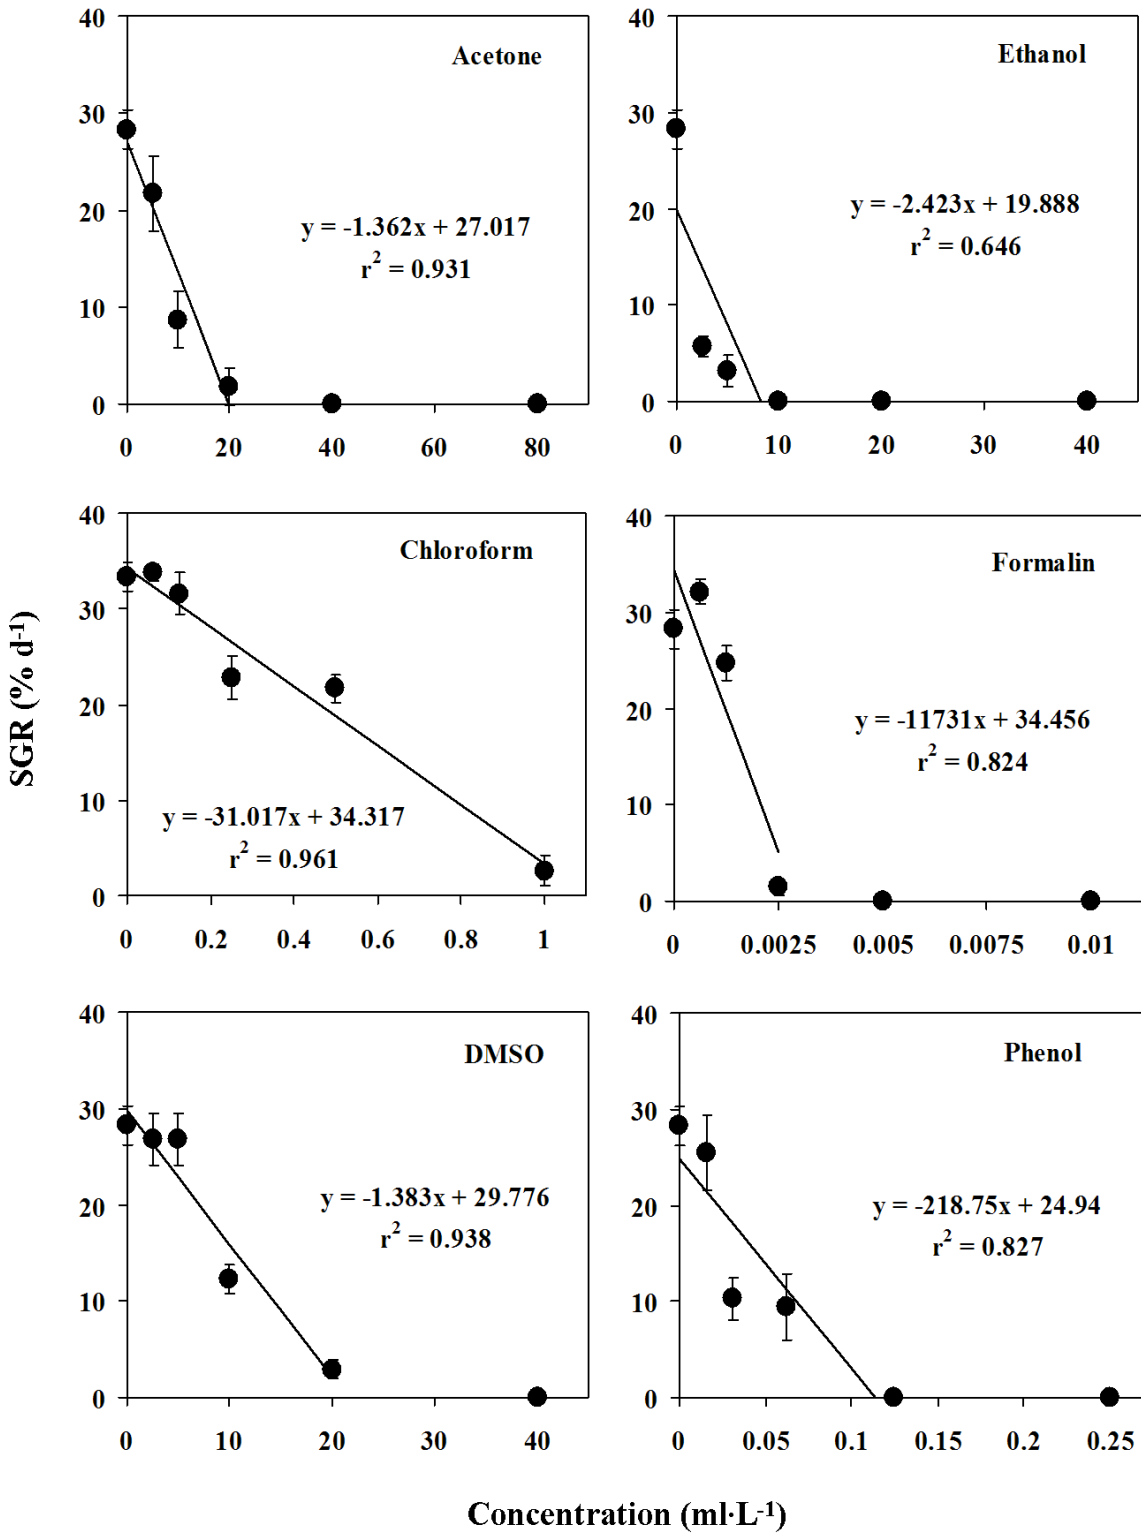 SGR (% d-1)
40
30
20
10
0
Acetone
y = -1.362x + 27.017
r2 = 0.931
0 20 40 60 80
40
30
20
10
0
Ethanol
y = -2.423x + 19.888
r2 = 0.646
0 10 20 30 40
40
30
20
10
0
Chloroform
y = -31.017x + 34.317
r2 = 0.961
0 0.2 0.4 0.6 0.8 1
40
30
20
10
0
Formalin
y = -11731x + 34.456
r2 = 0.824
0 0.0025 0.005 0.0075 0.01
40
30
20
10
0
DMSO
y = -1.383x + 29.776
r2 = 0.938
0 10 20 30 40
40
30
20
10
0
Phenol
y = -218.75x + 24.94
r2 = 0.827
0 0.05 0.1 0.15 0.2 0.25
Concentration (ml·L-1)